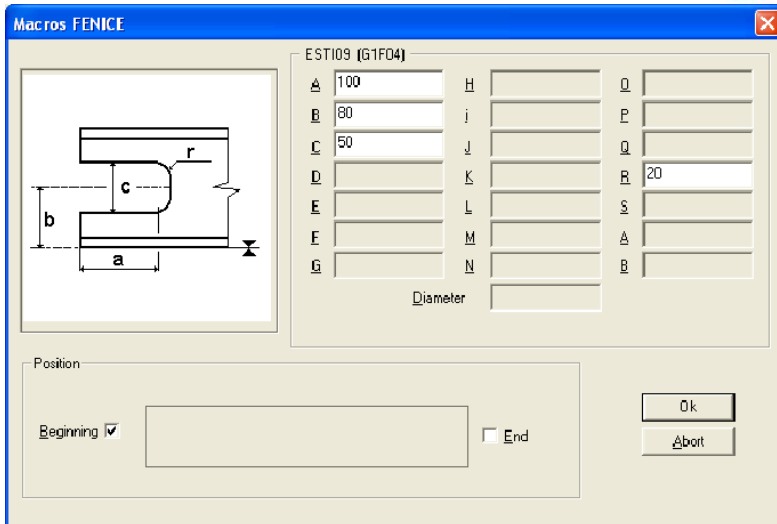 Macros FENICE
ESTI09 (G1F04)
A 100 H O
B 80 i P
C 50 J Q
D K R 20
E L S
F M A
G N B
Diameter
r
c
b
a
Position
Beginning End
Ok
Abort